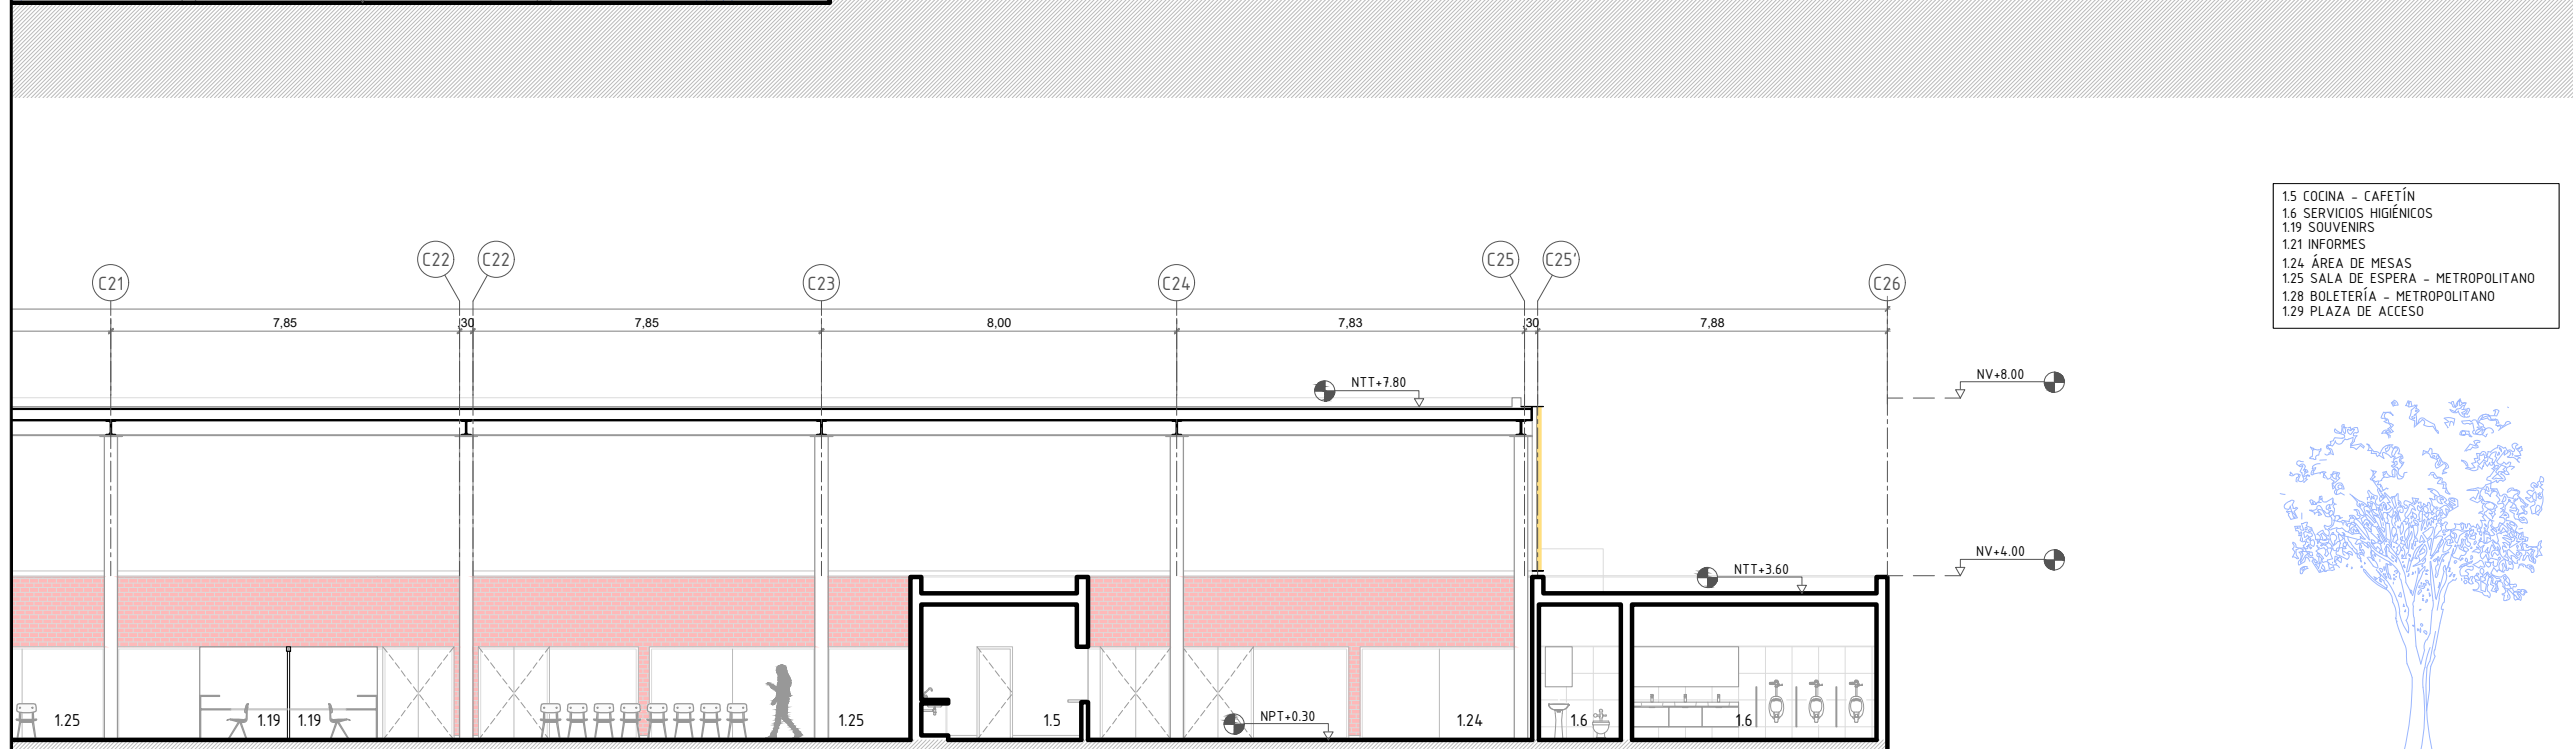 1.5 COCINA - CAFETÍN
1.6 SERVICIOS HIGIÉNICOS
1.19 SOUVENIRS
1.21 INFORMES
1.24 ÁREA DE MESAS
1.25 SALA DE ESPERA - METROPOLITANO
1.28 BOLETERÍA - METROPOLITANO
1.29 PLAZA DE ACCESO
C22 C22 C25 C25'
C21 C23 C24 C26
7,85 ,30 7,85 8,00 7,83 ,30 7,88
NTT+7.80 NV+8.00
NTT+3.60 NV+4.00
1.25 1.19 1.19 1.25 1.5 NPT+0.30 1.24 1.6 1.6